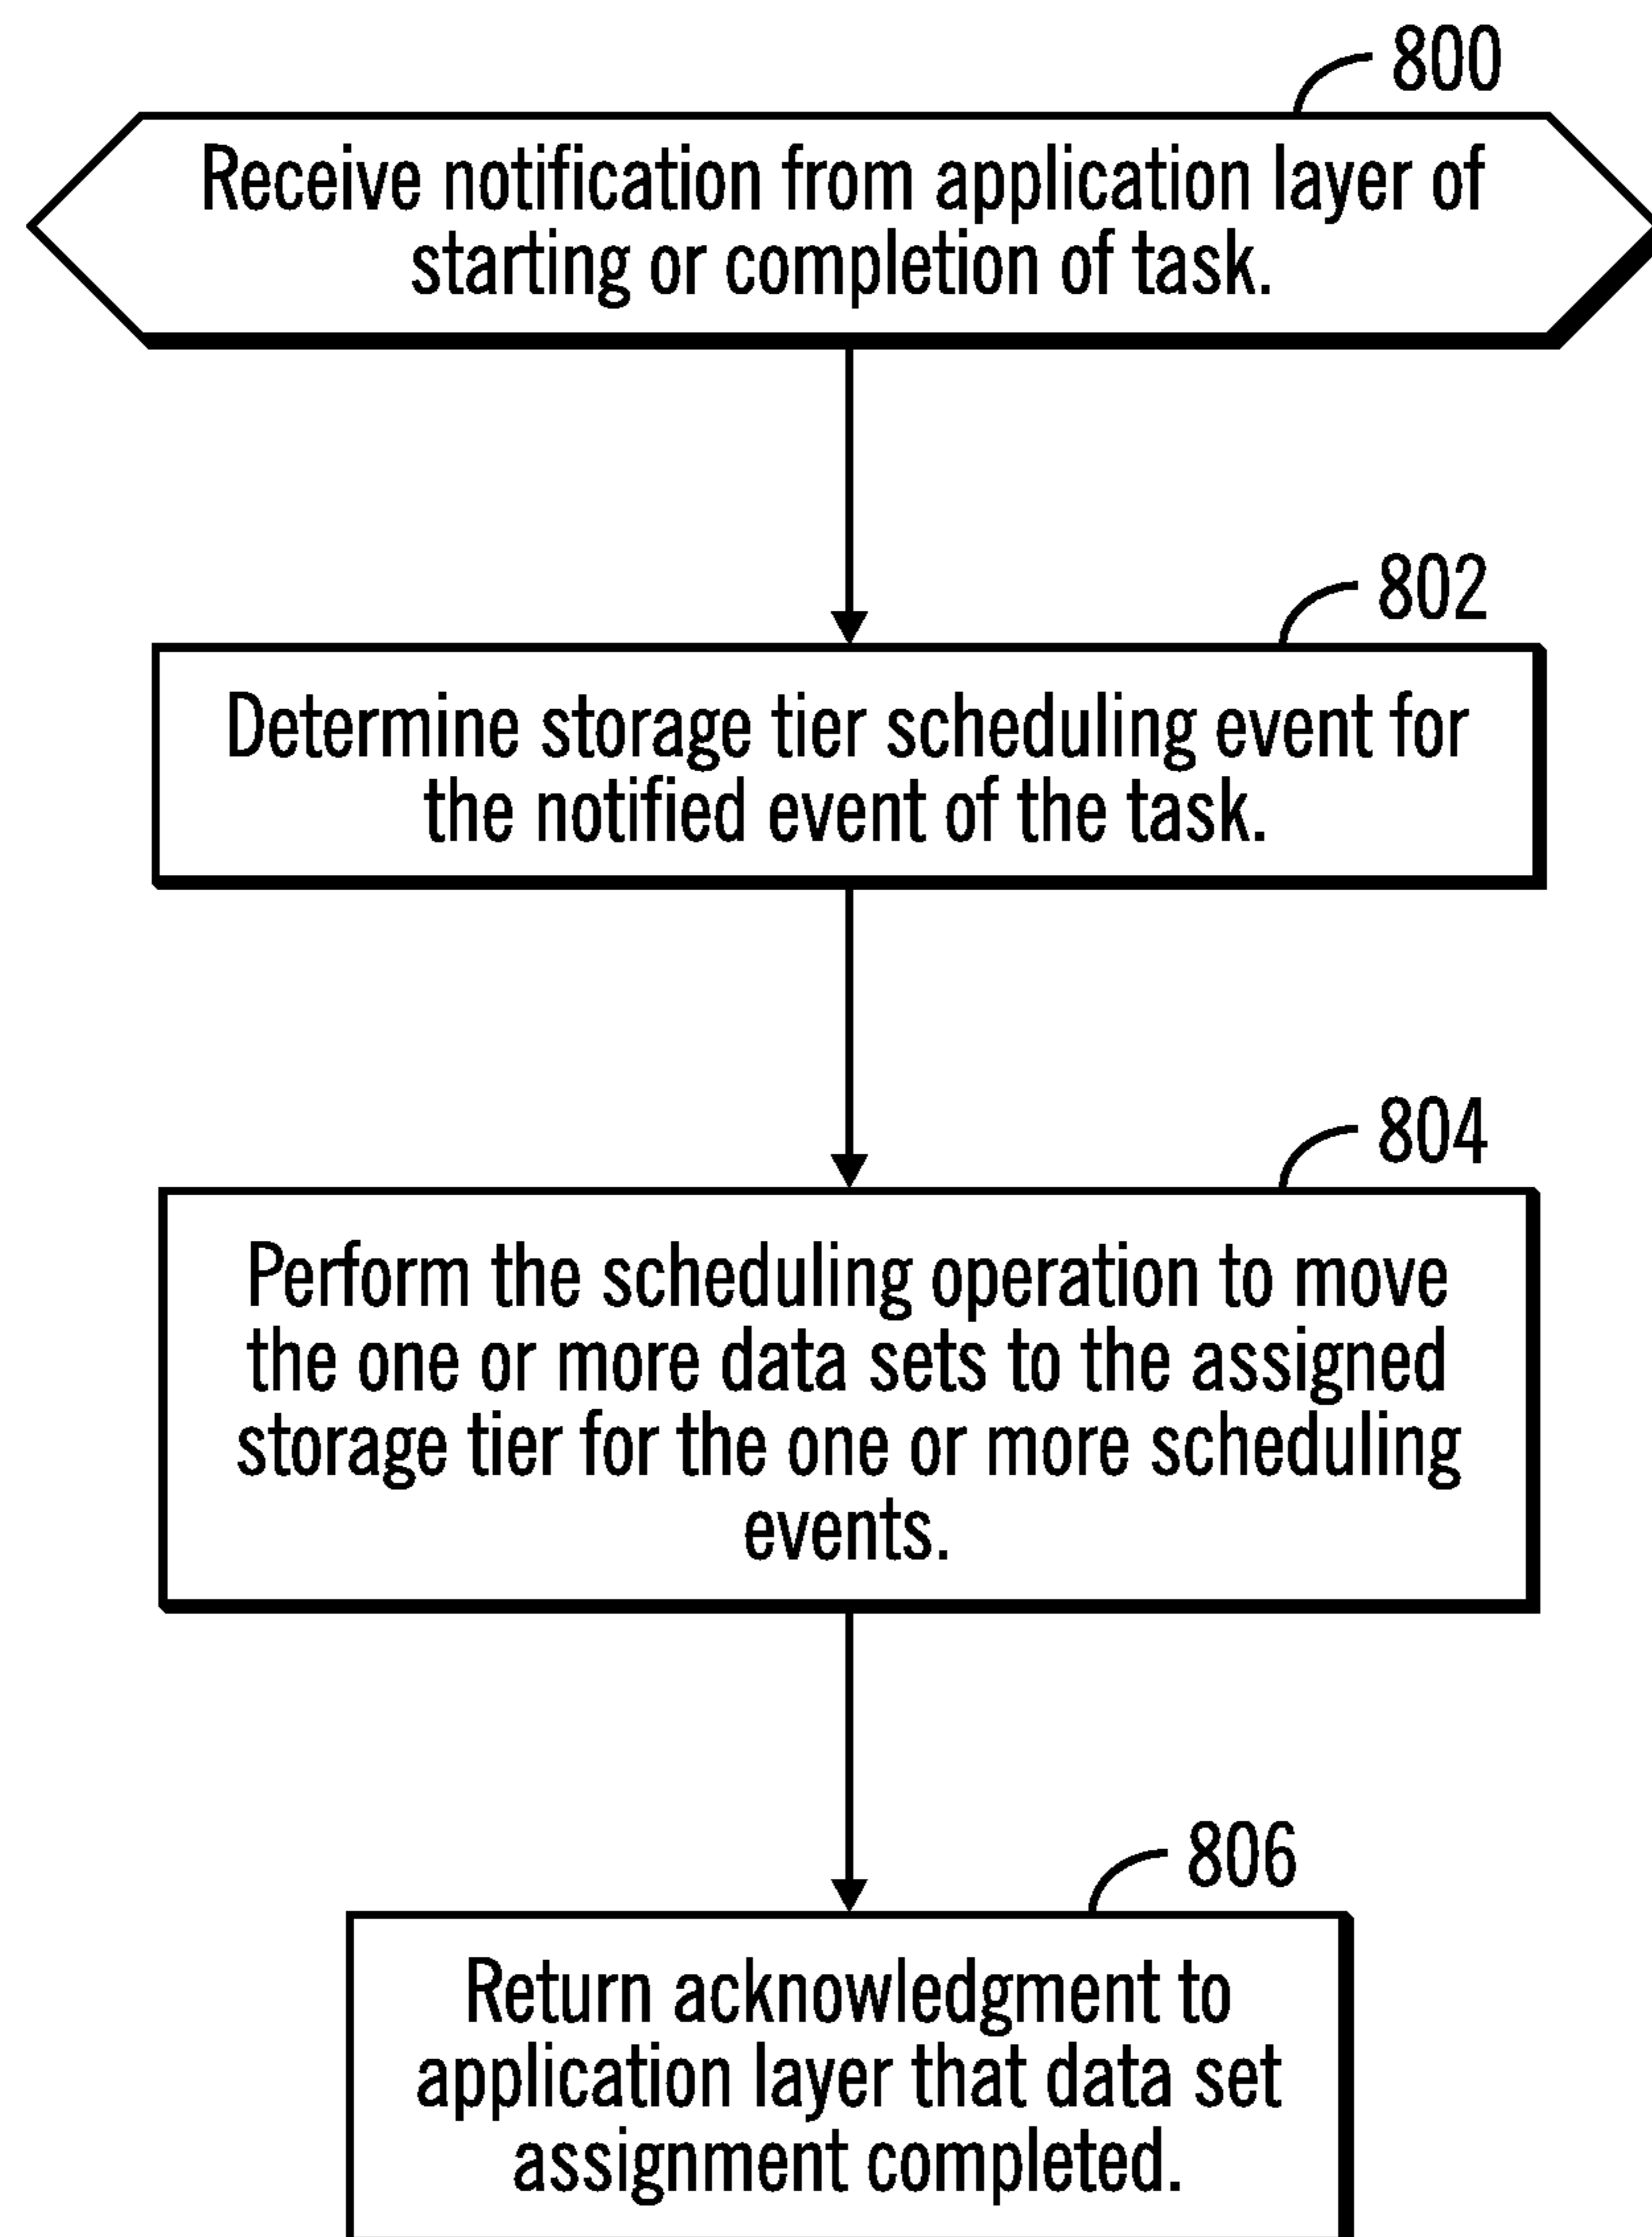 800
Receive notification from application layer of
starting or completion of task.
802
Determine storage tier scheduling event for
the notified event of the task.
804
Perform the scheduling operation to move
the one or more data sets to the assigned
storage tier for the one or more scheduling
events.
806
Return acknowledgment to
application layer that data set
assignment completed.